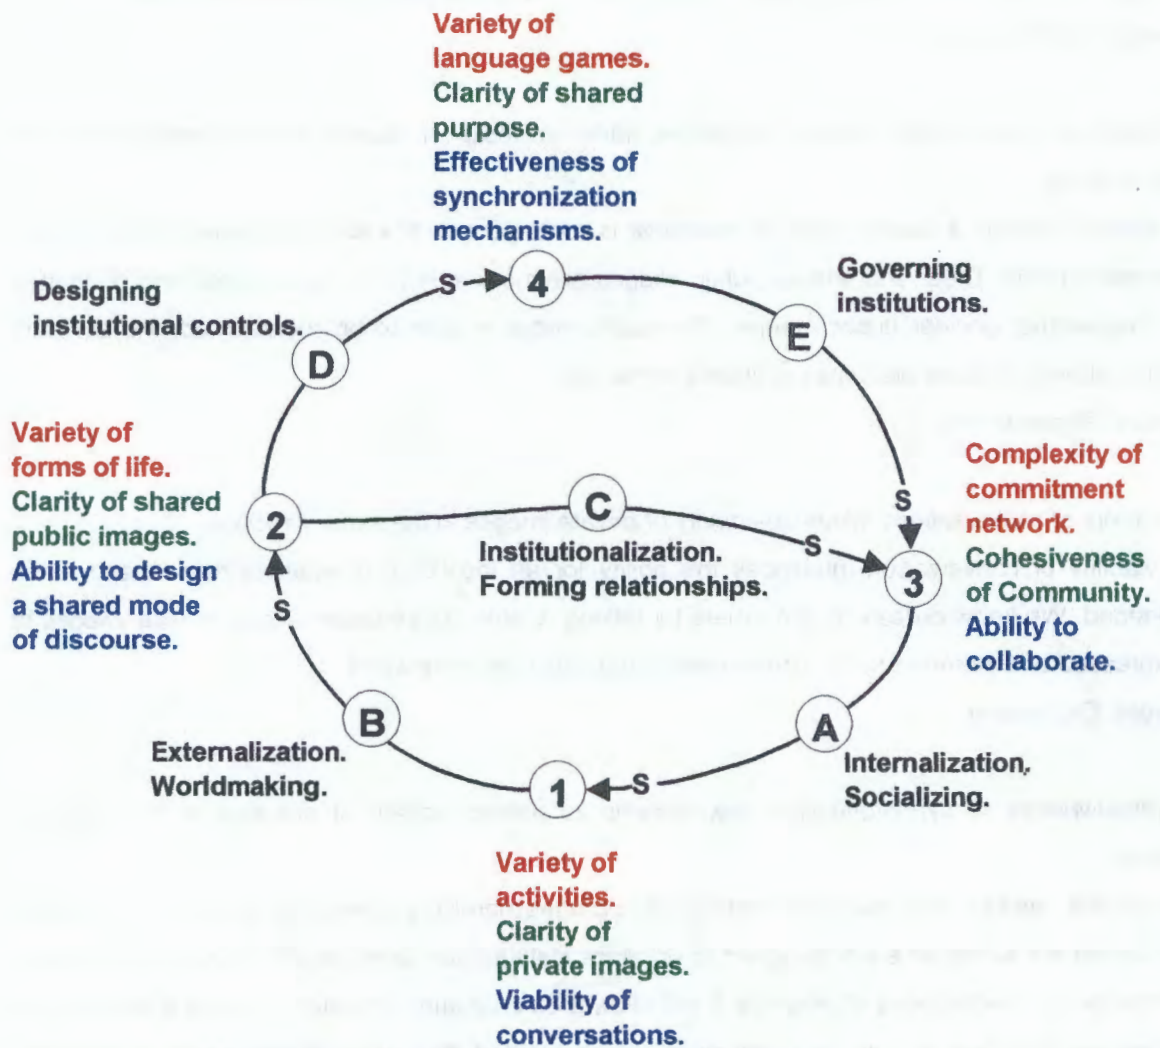 Variety of
language games.
Clarity of shared
purpose.
Effectiveness of
synchronization
mechanisms.
S
4
Designing
institutional controls.
D
Governing
institutions.
E
Variety of
forms of life.
Clarity of shared
public images.
Ability to design
a shared mode
of discourse.
2
S
C
Institutionalization.
Forming relationships.
S
S
3
Complexity of
commitment
network.
Cohesiveness
of Community.
Ability to
collaborate.
B
Externalization.
Worldmaking.
1
S
A
Internalization,
Socializing.
Variety of
activities.
Clarity of
private images.
Viability of
conversations.